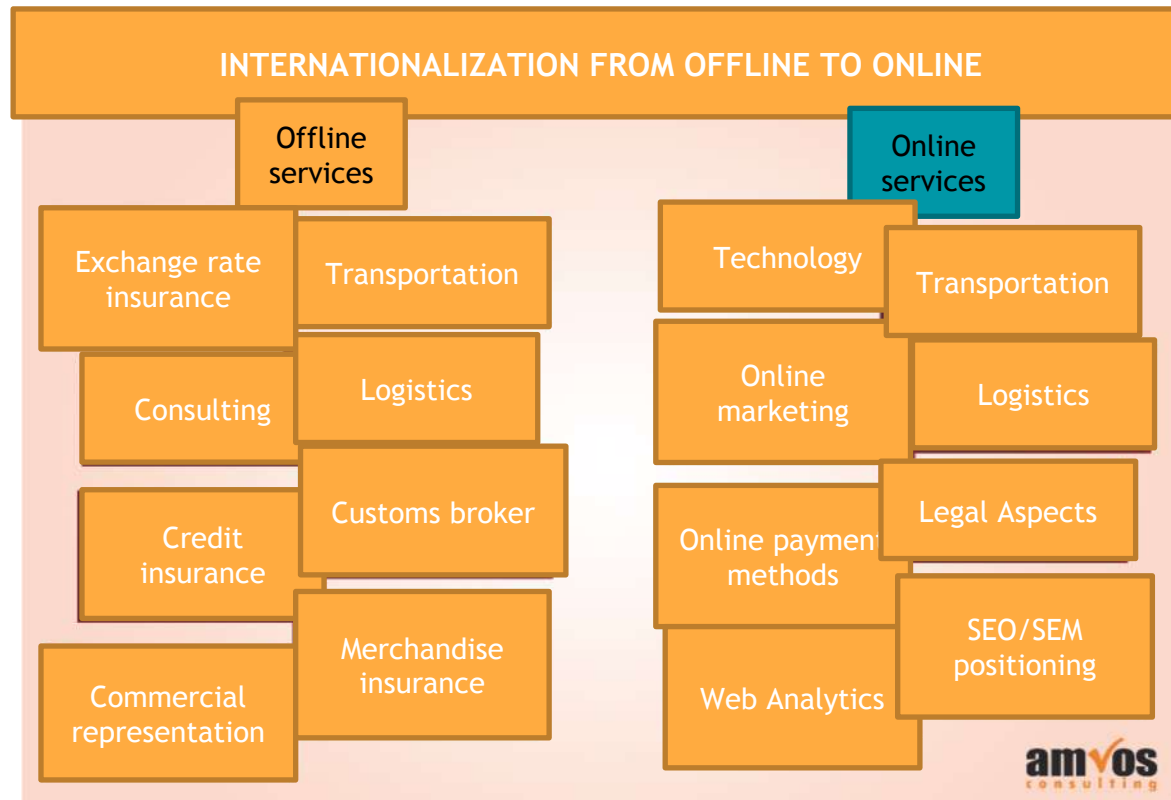 INTERNATIONALIZATION FROM OFFLINE TO ONLINE
Offline
services
Exchange rate
insurance
Transportation
Consulting
Logistics
Credit
insurance
Customs broker
Commercial
representation
Merchandise
insurance
Online
services
Technology
Transportation
Online
marketing
Logistics
Online payment
methods
Legal Aspects
Web Analytics
SEO/SEM
positioning
amvos
consulting